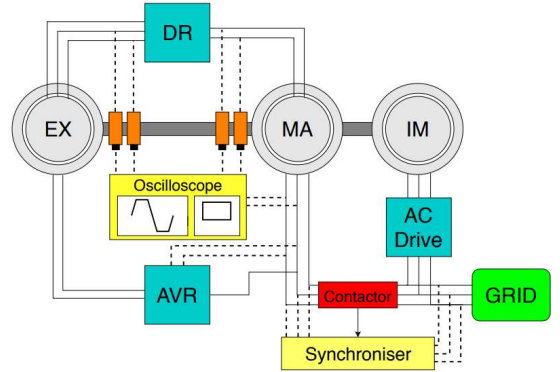 DR
EX
MA
IM
Oscilloscope
AC
Drive
AVR
Contactor
GRID
Synchroniser